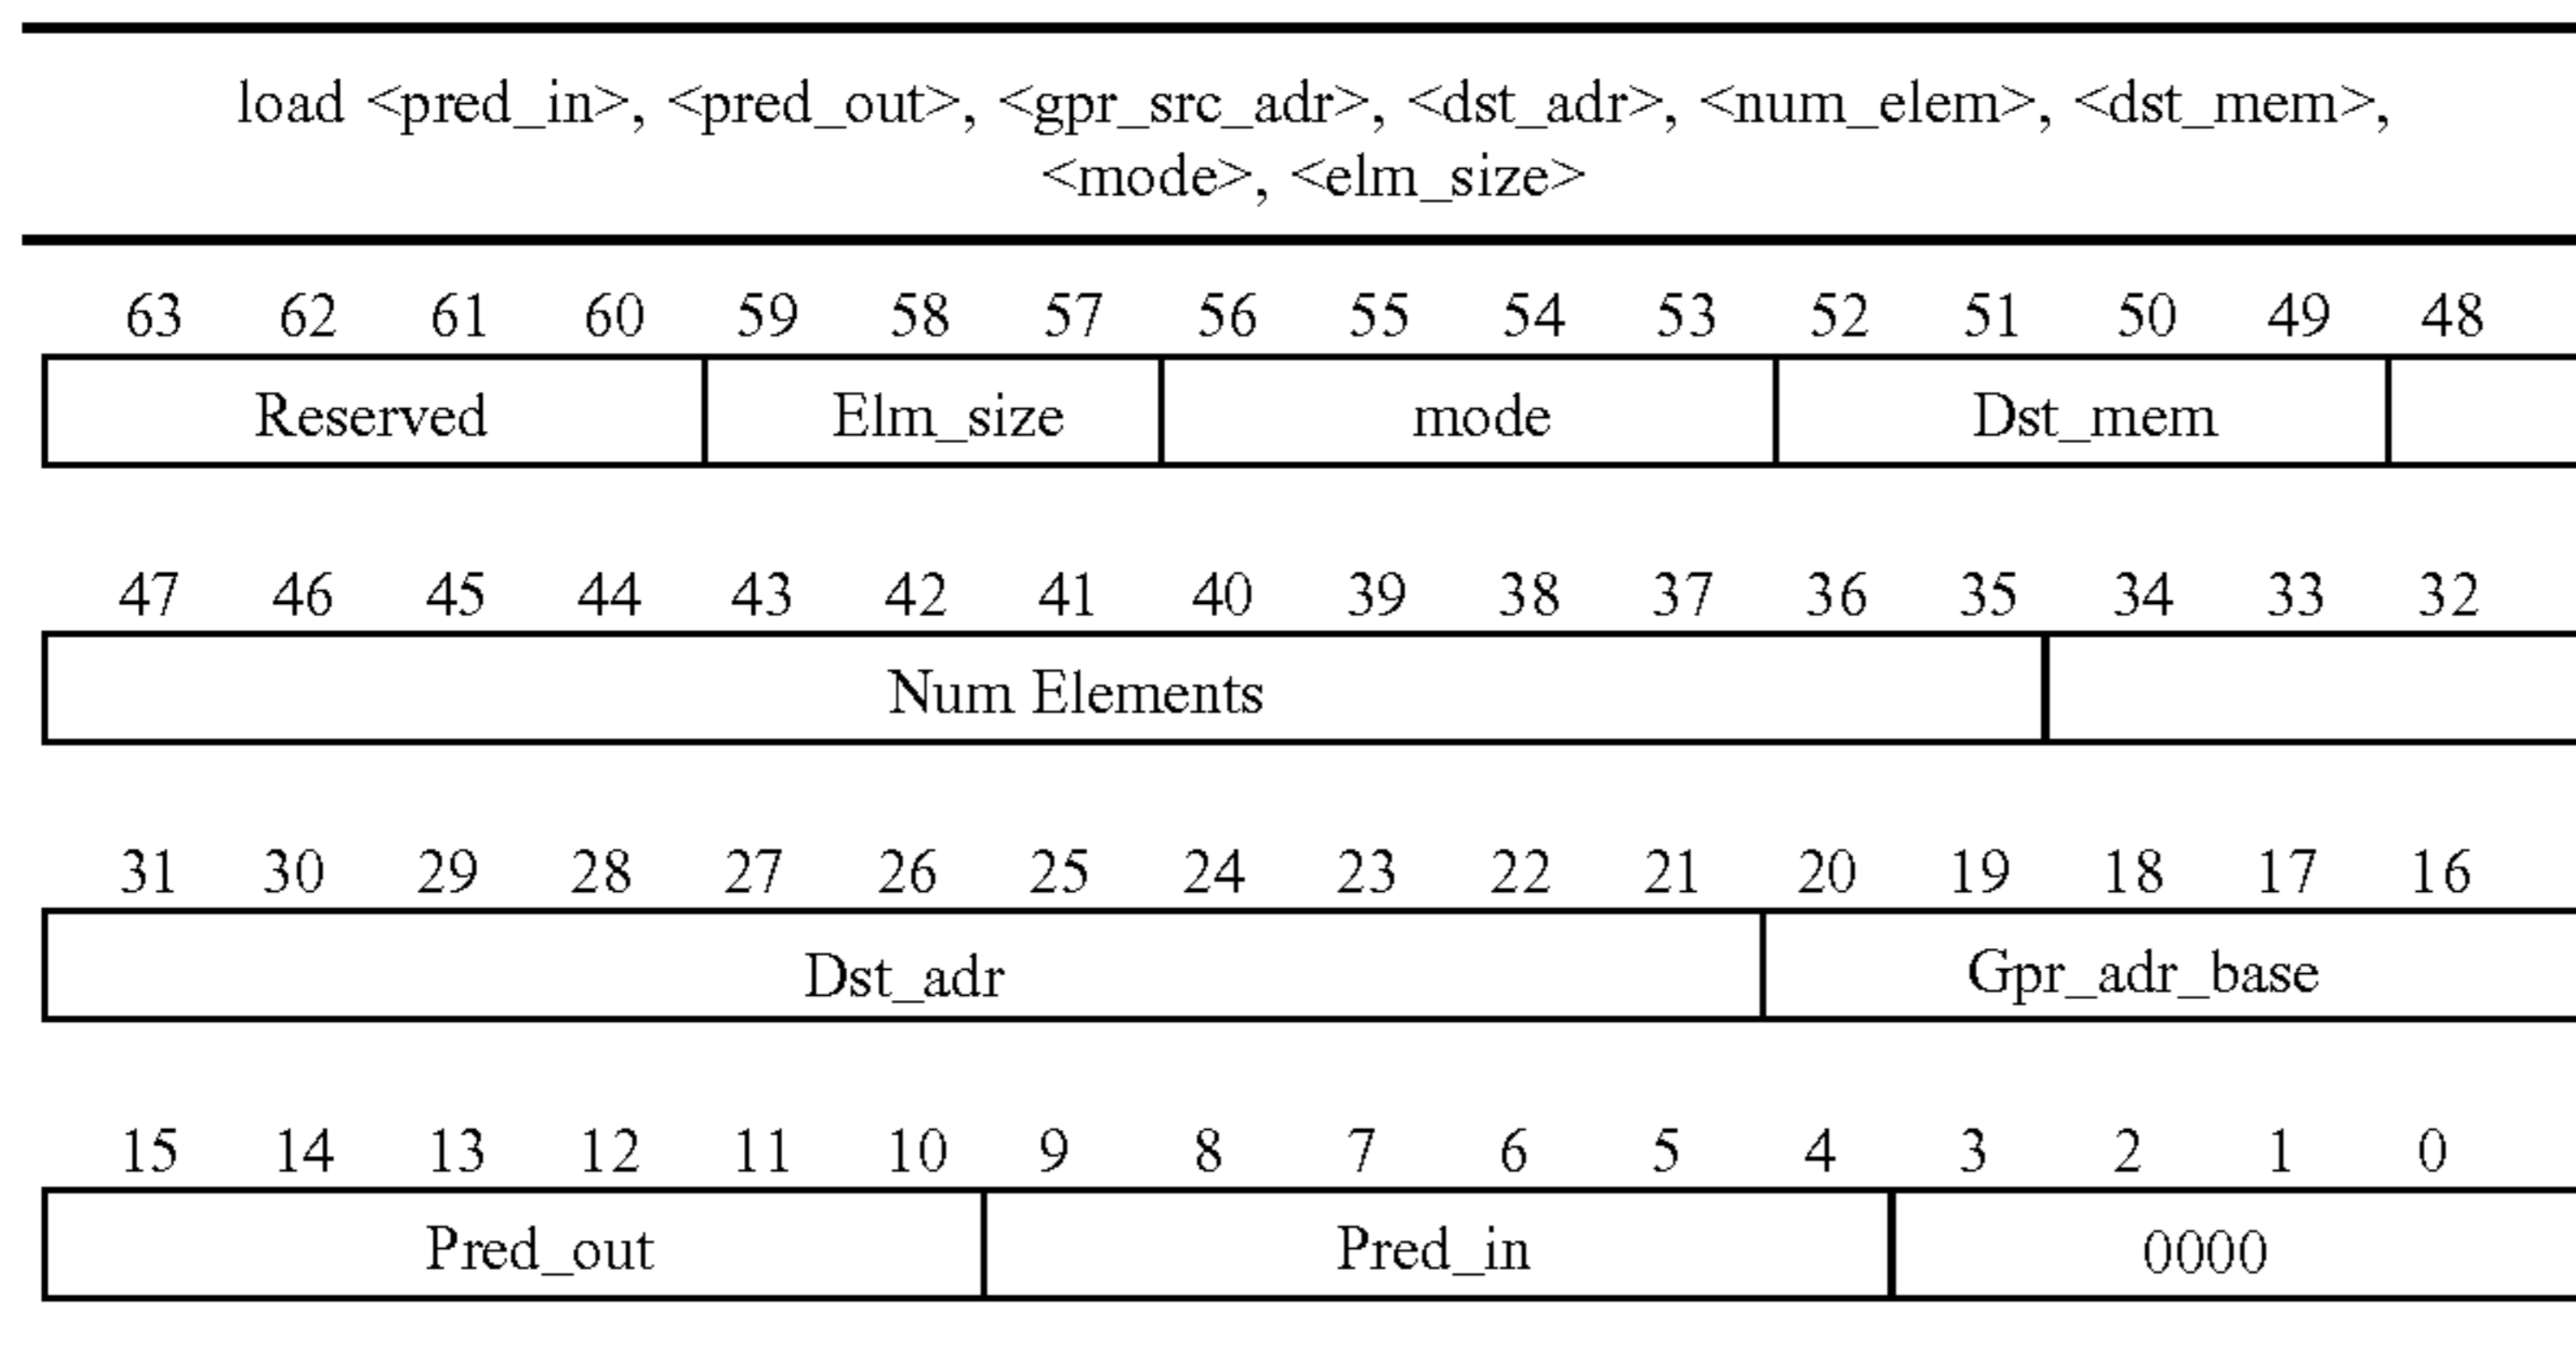 load <pred_in>, <pred_out>, <gpr_src_adr>, <dst_adr>, <num_elem>, <dst_mem>,
<mode>, <elm_size>
63 62 61 60 59 58 57 56 55 54 53 52 51 50 49 48
Reserved Elm_size mode Dst_mem
47 46 45 44 43 42 41 40 39 38 37 36 35 34 33 32
Num Elements
31 30 29 28 27 26 25 24 23 22 21 20 19 18 17 16
Dst_adr Gpr_adr_base
15 14 13 12 11 10 9 8 7 6 5 4 3 2 1 0
Pred_out Pred_in 0000